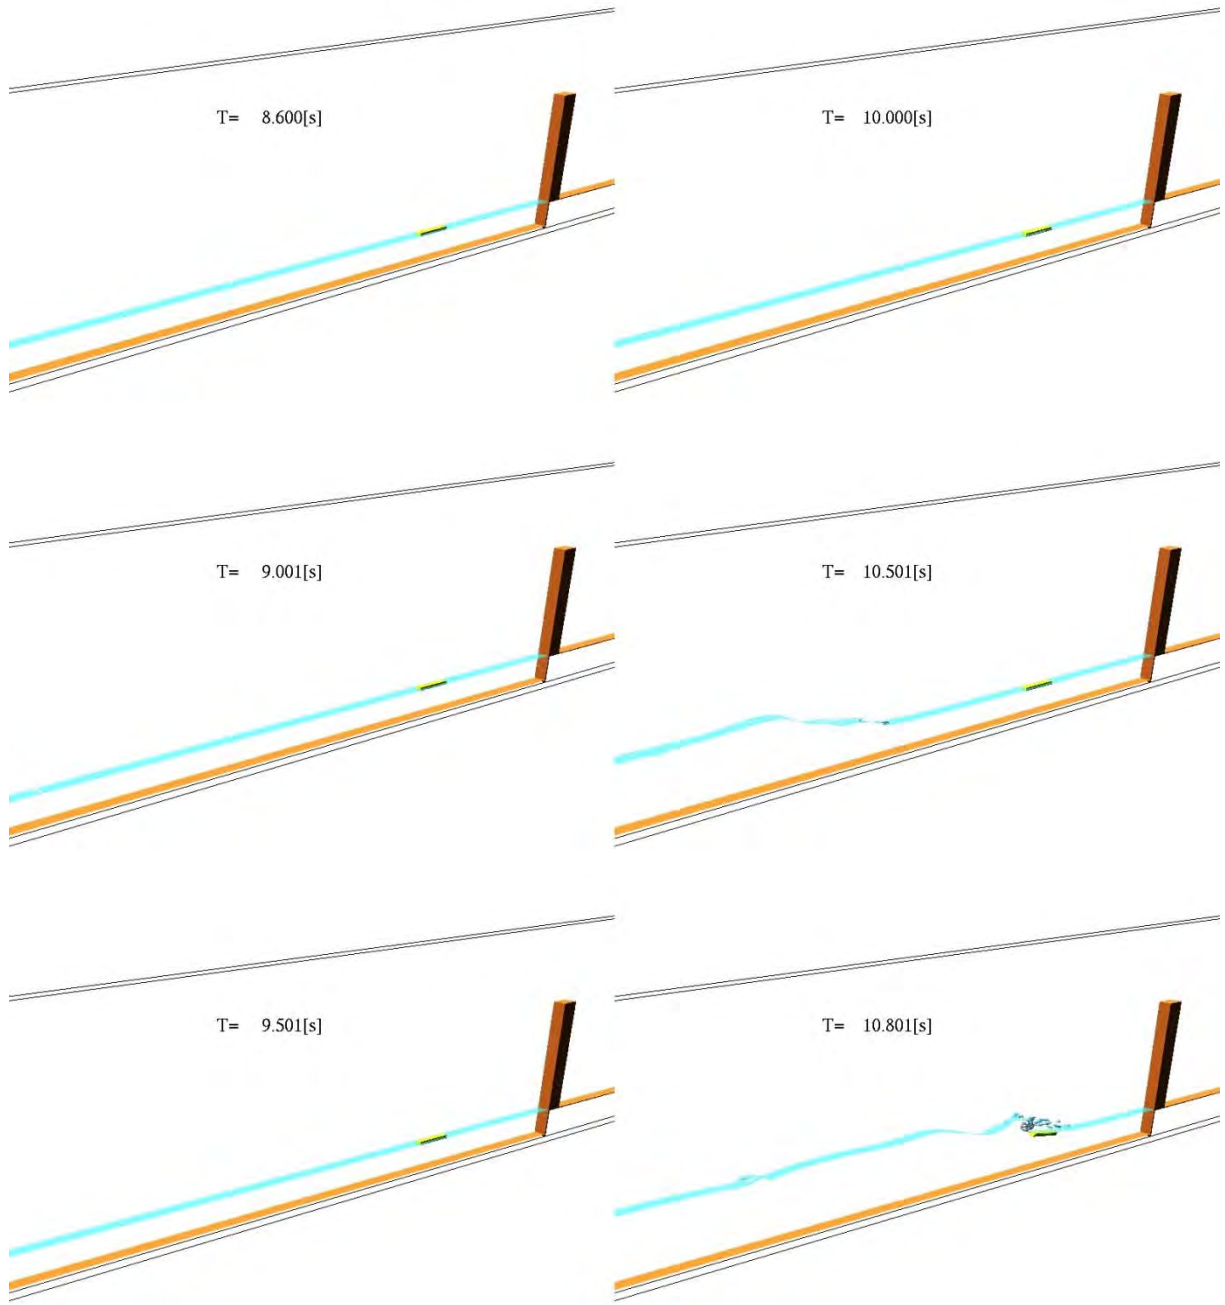 T= 8.600[s]
T= 10.000[s]
T= 9.001[s]
T= 10.501[s]
T= 9.501[s]
T= 10.801[s]